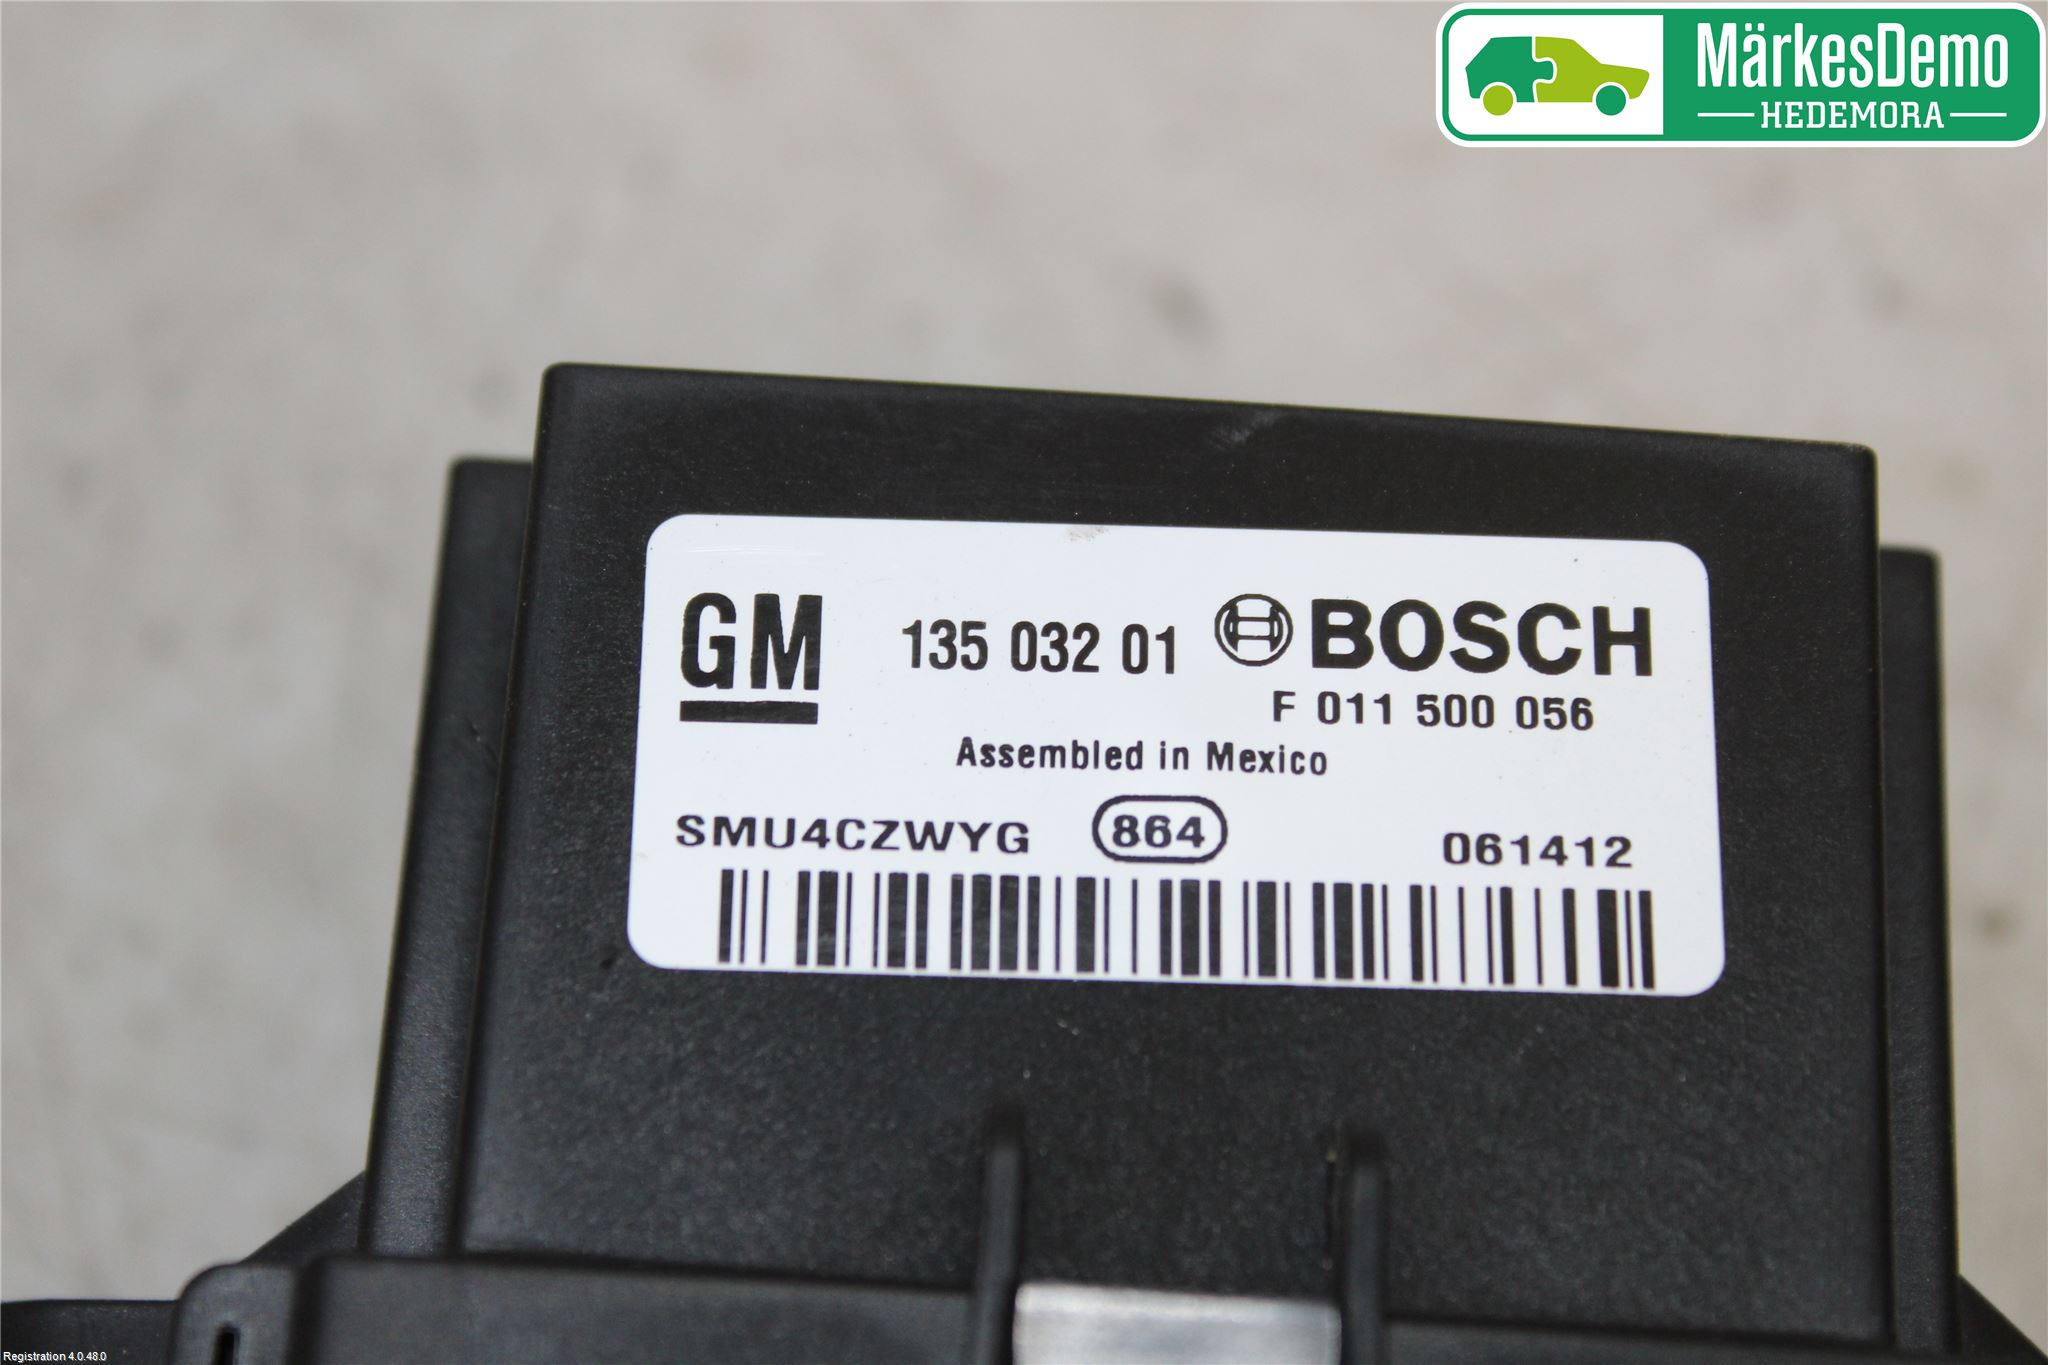 MärkesDemo
HEDEMORA
GM 135 032 01 BOSCH
F 011 500 056
Assembled in Mexico
SMU4CZWYG 864 061412
Registration 4.0.48.0